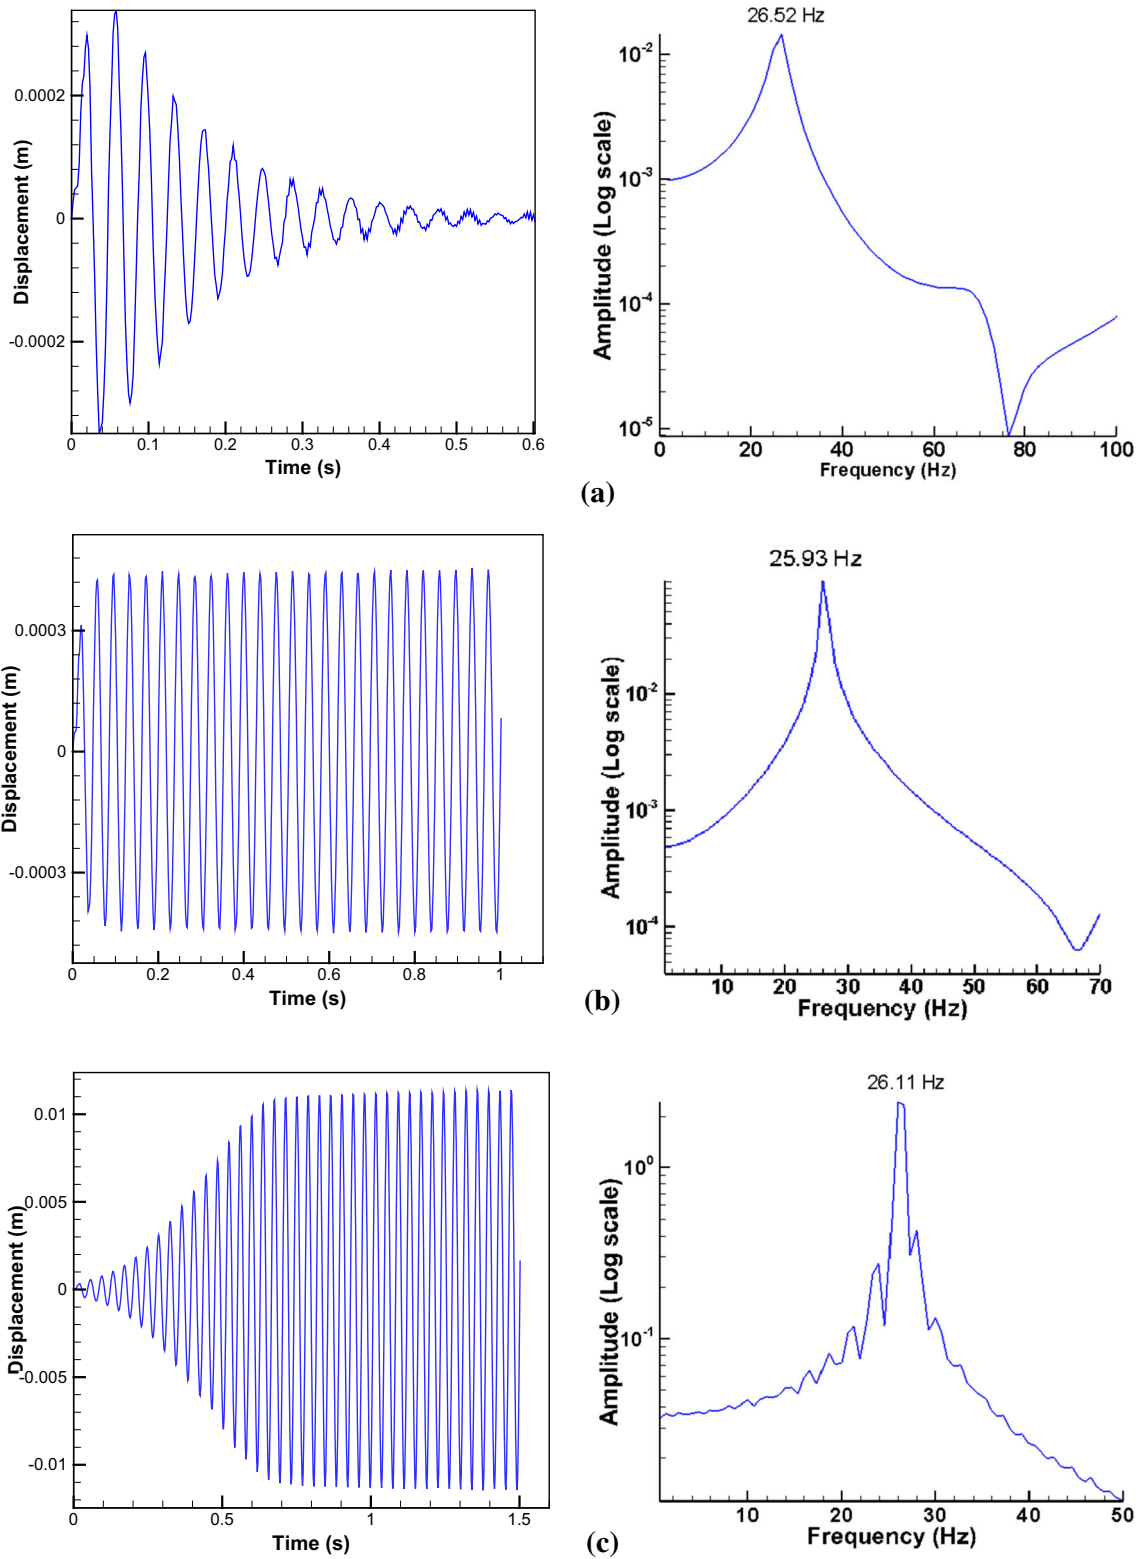 26.52 Hz
Displacement (m)
0.0002
0
-0.0002
0 0.1 0.2 0.3 0.4 0.5 0.6
Time (s)
Amplitude (Log scale)
10-2
10-3
10-4
10-5
0 20 40 60 80 100
Frequency (Hz)
(a)
25.93 Hz
Displacement (m)
0.0003
0
-0.0003
0 0.2 0.4 0.6 0.8 1
Time (s)
Amplitude (Log scale)
10-2
10-3
10-4
10 20 30 40 50 60 70
Frequency (Hz)
(b)
26.11 Hz
Displacement (m)
0.01
0.005
0
-0.005
-0.01
0 0.5 1 1.5
Time (s)
Amplitude (Log scale)
100
10-1
10 20 30 40 50
Frequency (Hz)
(c)